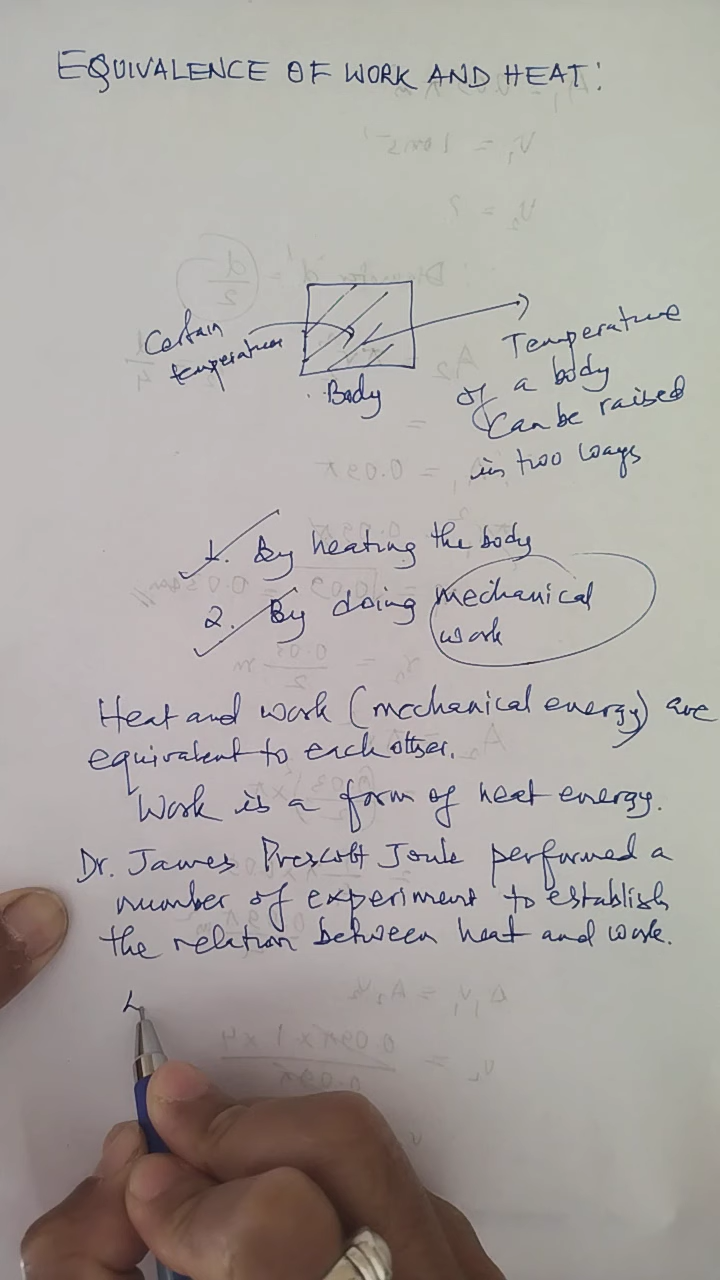 EQUIVALENCE OF WORK AND HEAT:
Certain
temperature
Body
Temperature
of a body
can be raised
in two ways
1. By heating the body
2. By doing mechanical
work
Heat and work (mechanical energy) are
equivalent to each other.
Work is a form of heat energy.
Dr. James Prescott Joule performed a
number of experiment to establish
the relation between heat and work.